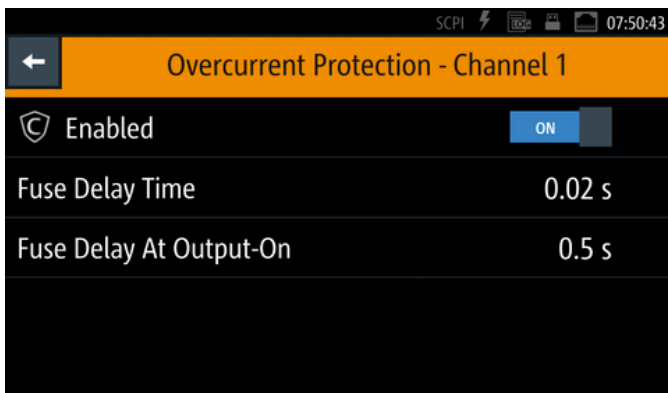 SCPI LOG 07:50:43
Overcurrent Protection - Channel 1
C Enabled ON
Fuse Delay Time 0.02 s
Fuse Delay At Output-On 0.5 s